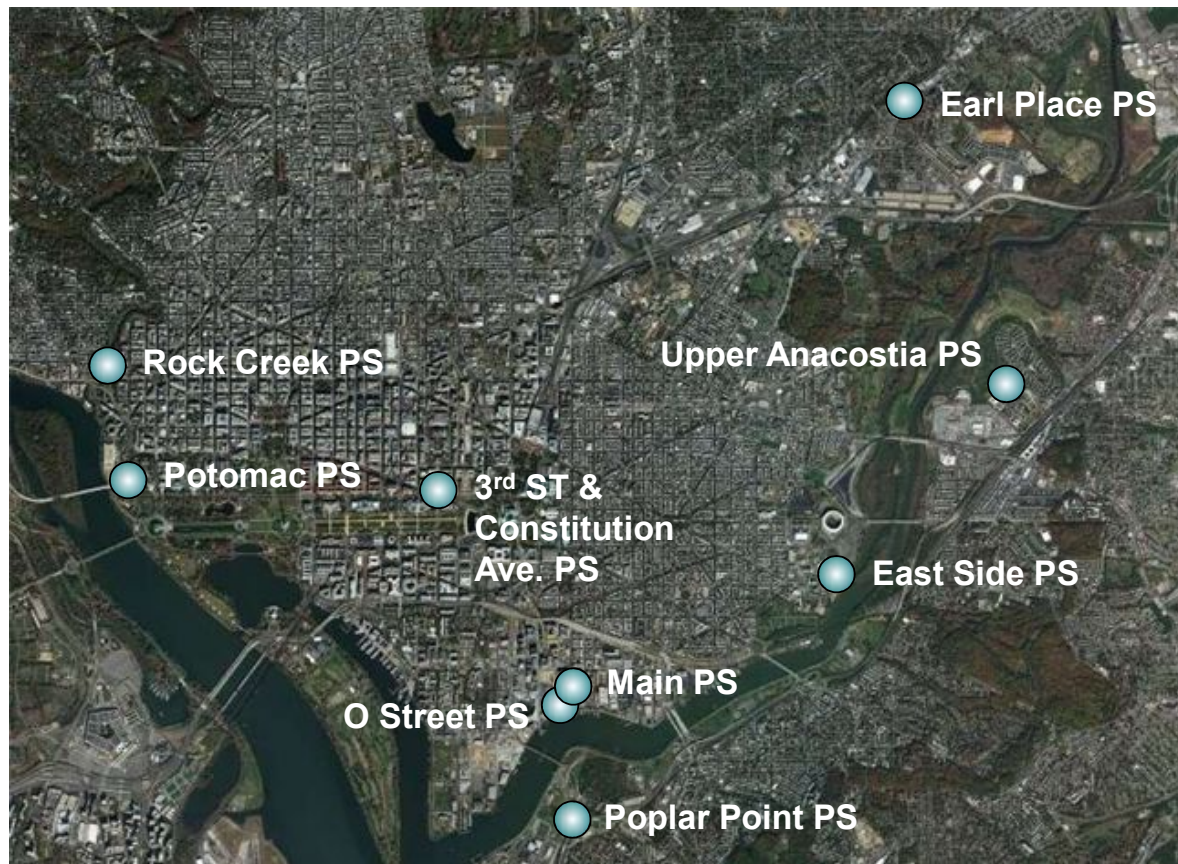 Earl Place PS
Upper Anacostia PS
Rock Creek PS
Potomac PS
3rd ST &
Constitution
Ave. PS
East Side PS
Main PS
O Street PS
Poplar Point PS